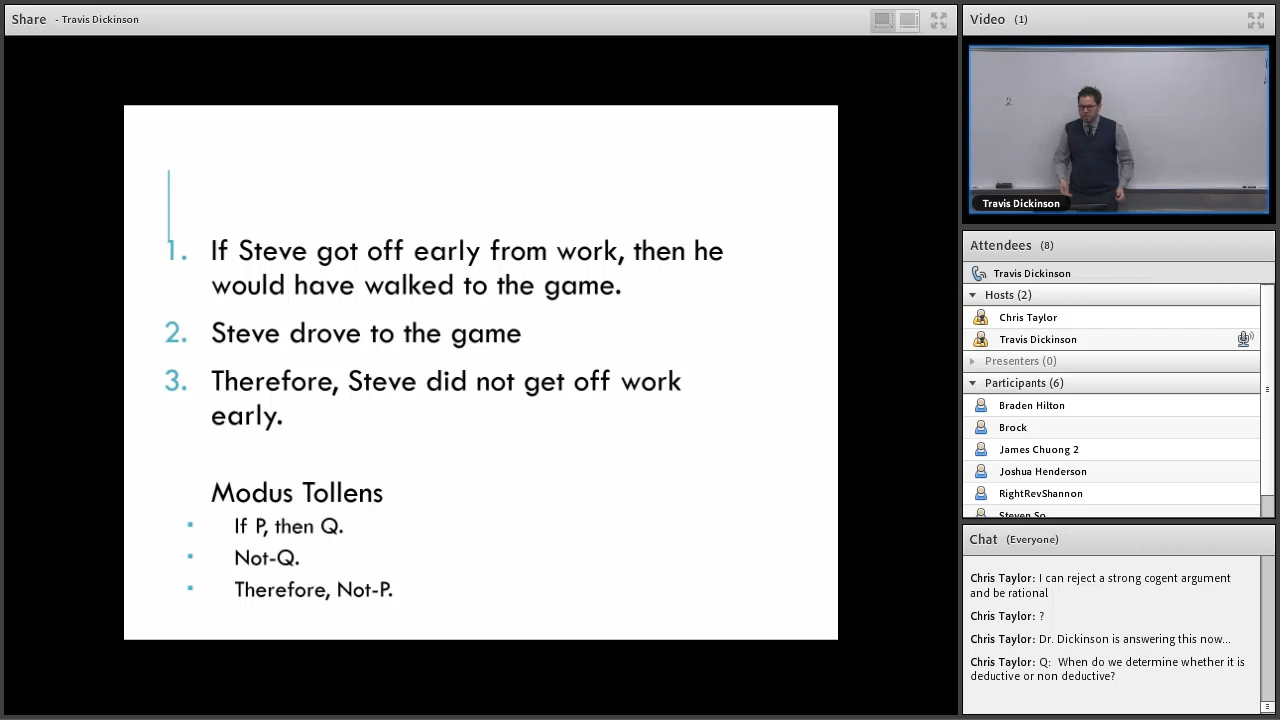 Share - Travis Dickinson
1. If Steve got off early from work, then he
would have walked to the game.
2. Steve drove to the game
3. Therefore, Steve did not get off work
early.
Modus Tollens
If P, then Q.
Not-Q.
Therefore, Not-P.
Video (1)
2.
Travis Dickinson
Attendees (8)
Travis Dickinson
Hosts (2)
Chris Taylor
Travis Dickinson
Presenters (0)
Participants (6)
Braden Hilton
Brock
James Chuong 2
Joshua Henderson
RightRevShannon
Steven So
Chat (Everyone)
Chris Taylor: I can reject a strong cogent argument
and be rational
Chris Taylor: ?
Chris Taylor: Dr. Dickinson is answering this now...
Chris Taylor: Q: When do we determine whether it is
deductive or non deductive?